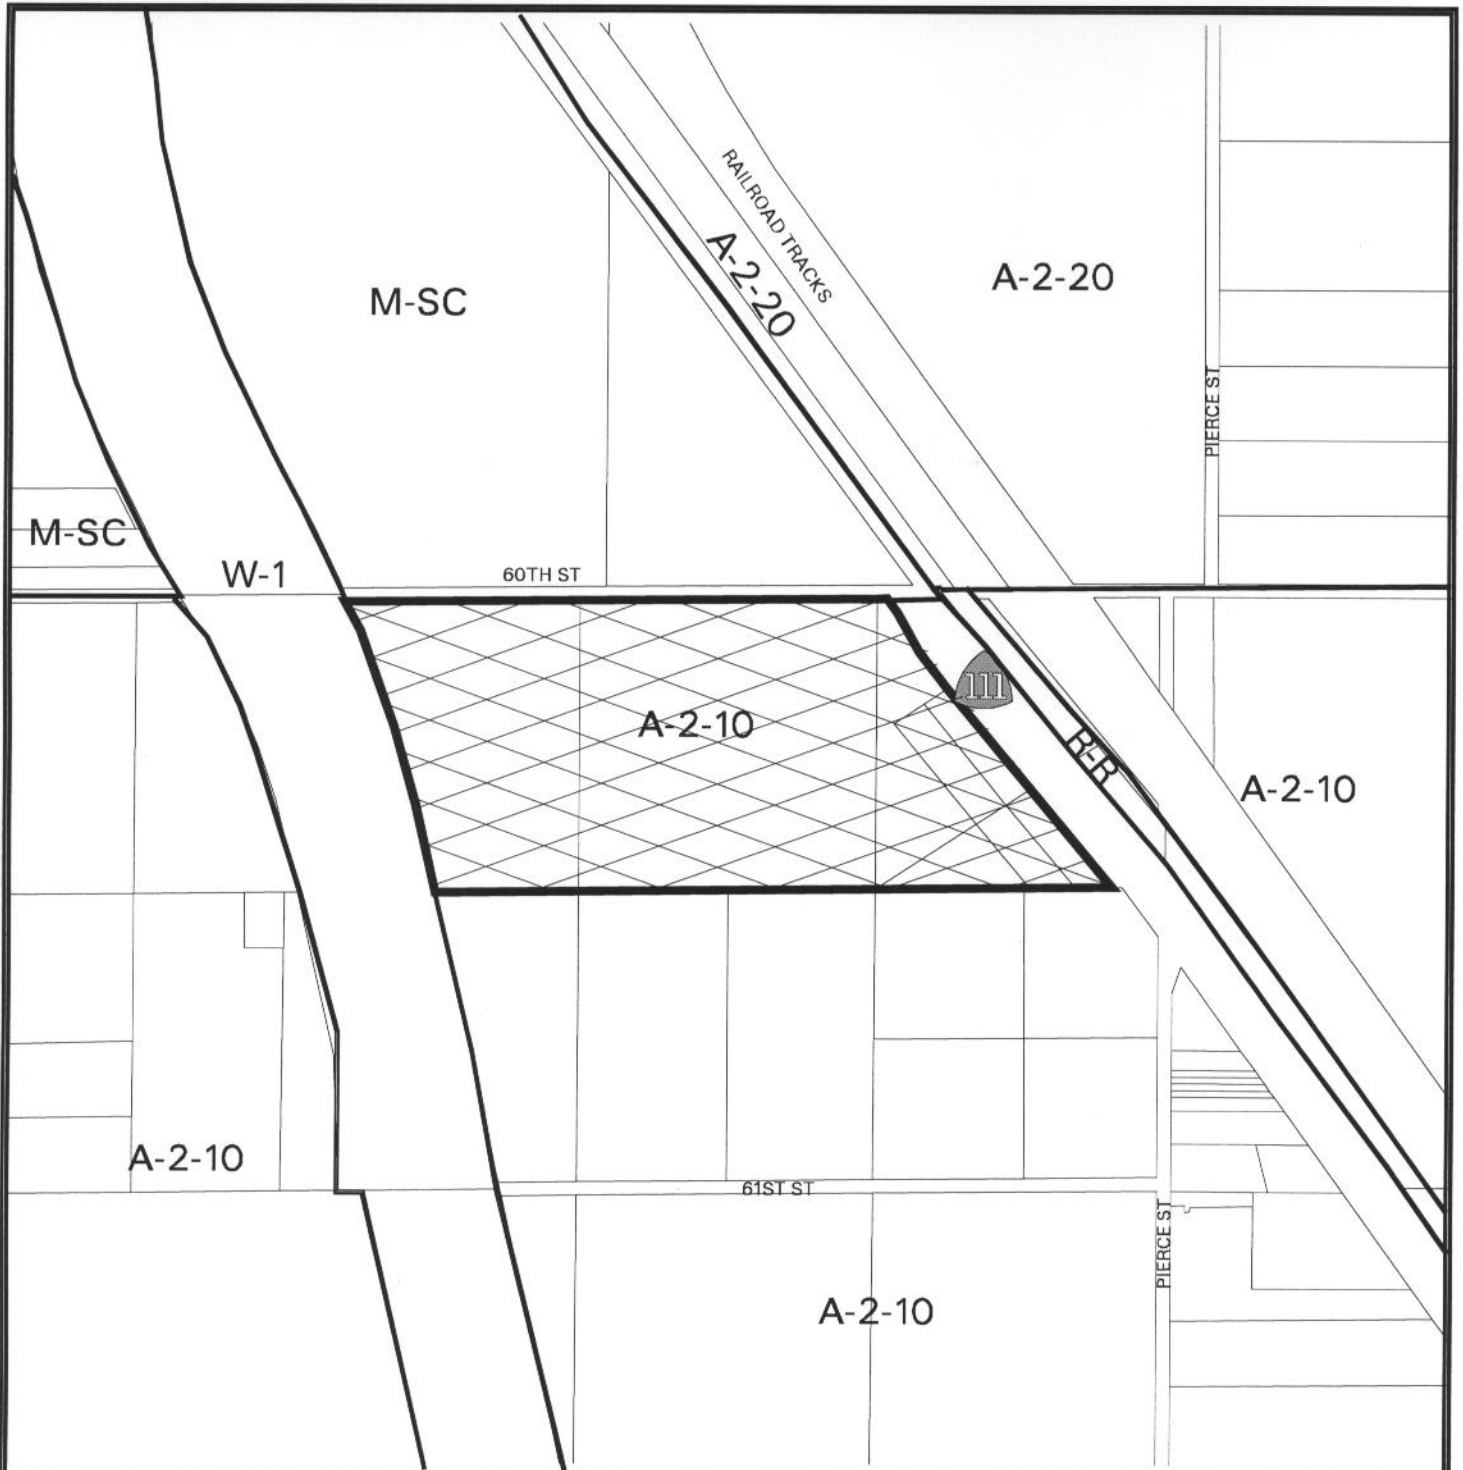 RAILROAD TRACKS
A-2-20
A-2-20
M-SC
PIERCE ST
M-SC
W-1
60TH ST
111
A-2-10
R-R
A-2-10
A-2-10
61ST ST
PIERCE ST
A-2-10